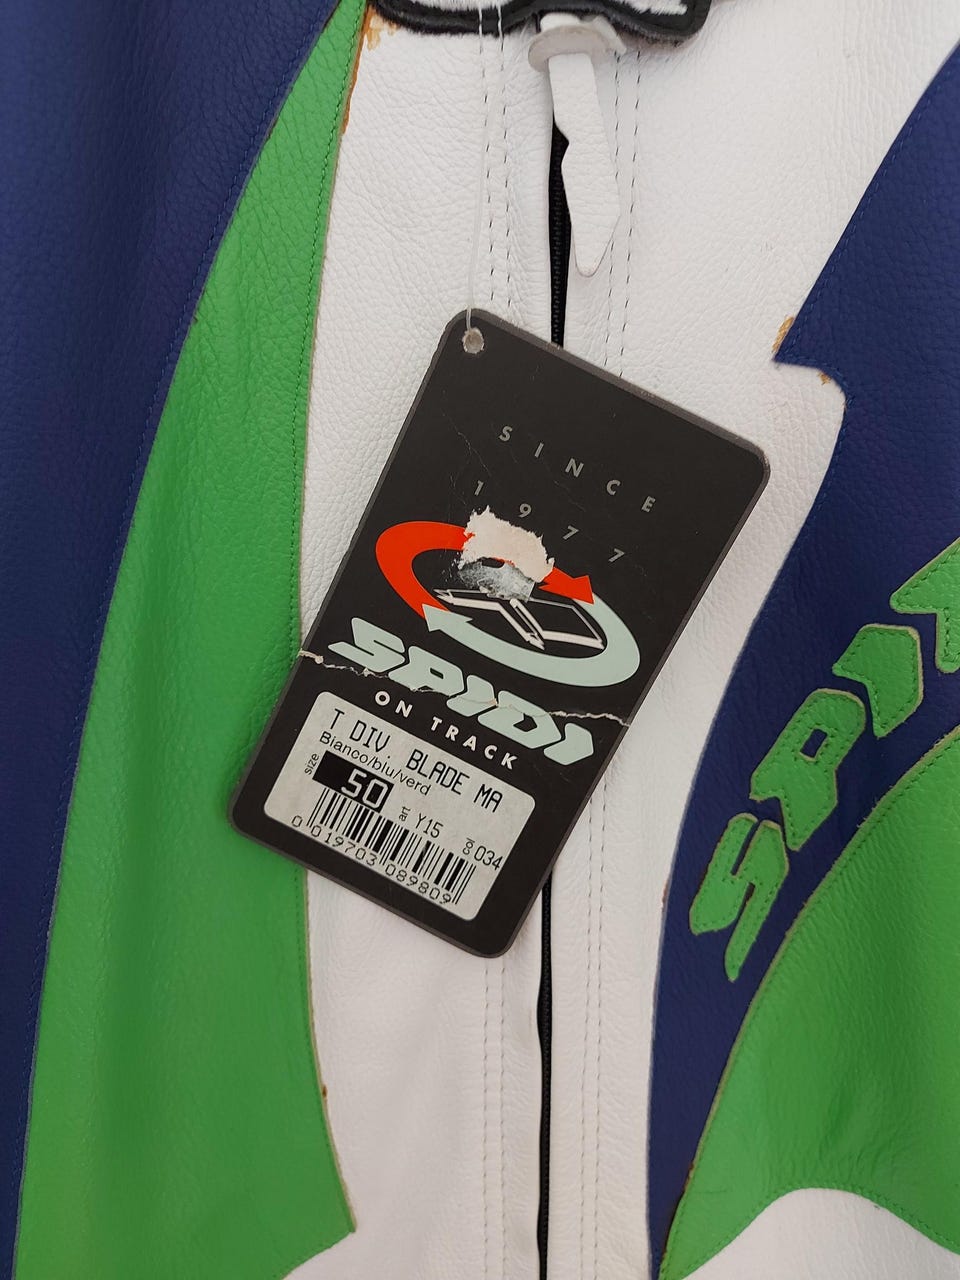 SINCE
1977
SPIDI
ON TRACK
T DIV BLADE MA
Bianco/blu/verd
size 50 art Y15 col 034
0 019703 089809
SPIDI